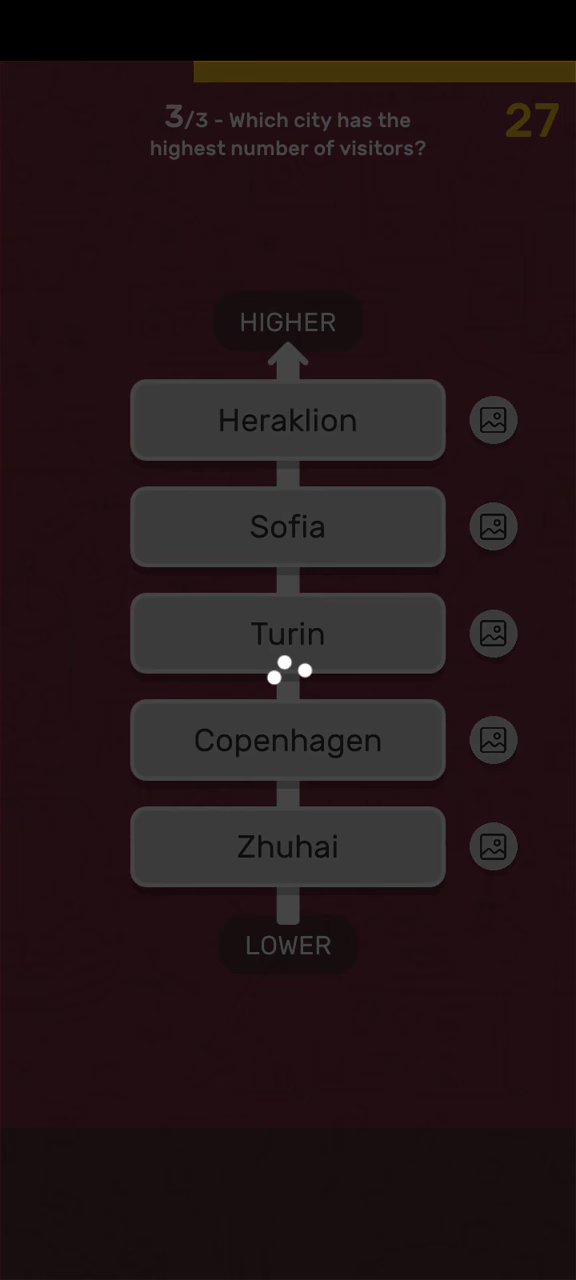 3/3 - Which city has the
highest number of visitors?
27
HIGHER
Heraklion
Sofia
Turin
Copenhagen
Zhuhai
LOWER